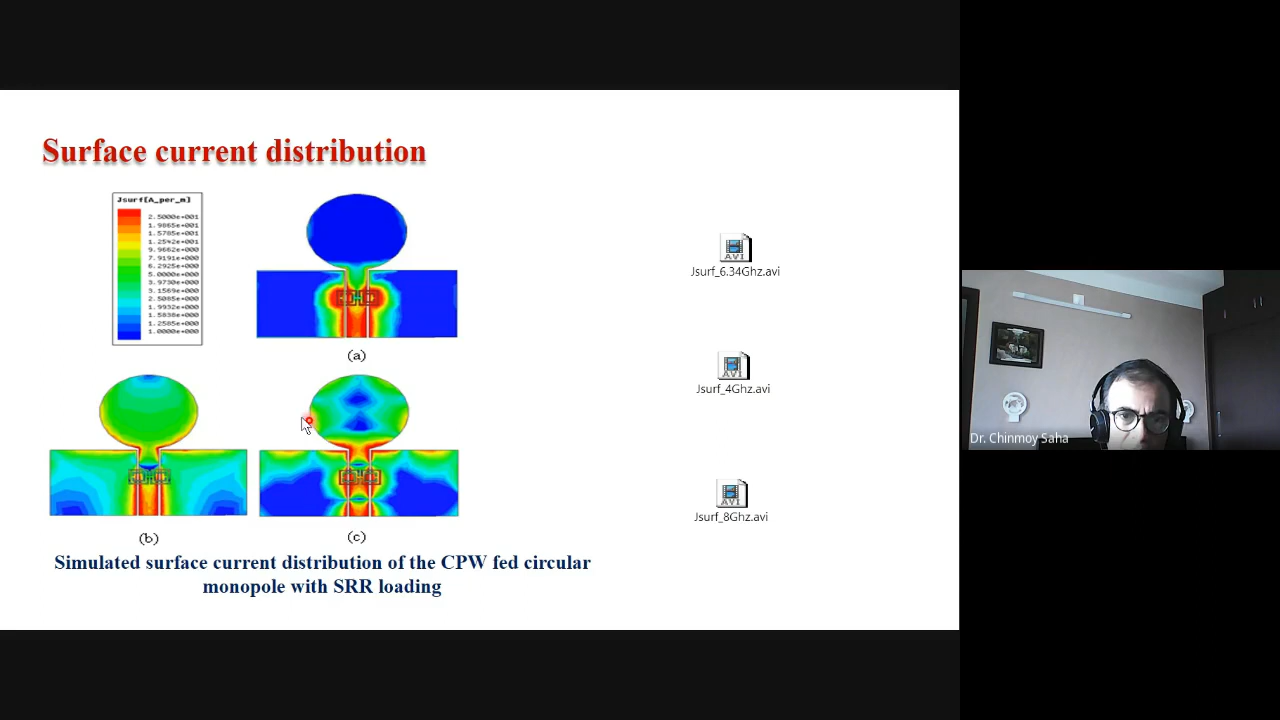 Surface current distribution
Jsurf[A_per_m]
2.5000e+001
1.9865e+001
1.5785e+001
1.2542e+001
9.9662e+000
7.9191e+000
6.2925e+000
5.0000e+000
3.9730e+000
3.1569e+000
2.5085e+000
1.9932e+000
1.5838e+000
1.2585e+000
1.0000e+000
(a)
(b)
(c)
Simulated surface current distribution of the CPW fed circular
monopole with SRR loading
AVI
Jsurf_6.34Ghz.avi
AVI
Jsurf_4Ghz.avi
AVI
Jsurf_8Ghz.avi
Dr. Chinmoy Saha